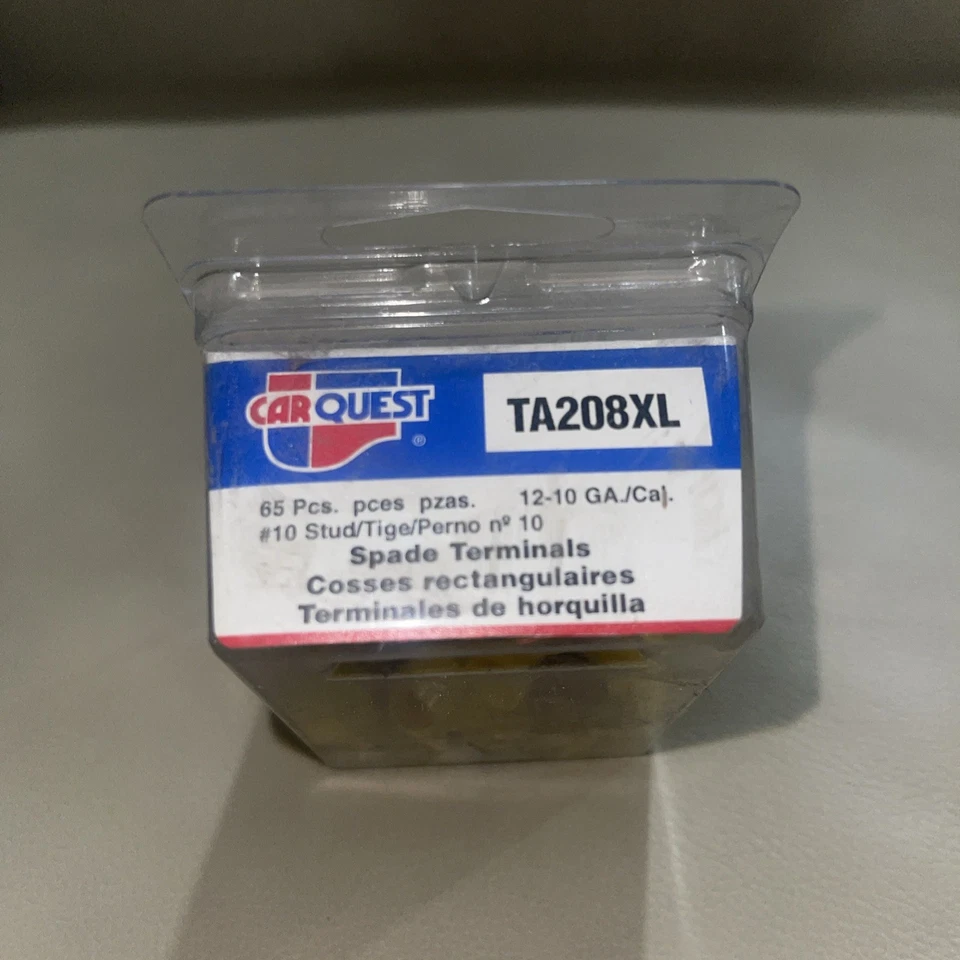 CARQUEST
®
TA208XL
65 Pcs. pces pzas. 12-10 GA./Cal.
#10 Stud/Tige/Perno nº 10
Spade Terminals
Cosses rectangulaires
Terminales de horquilla